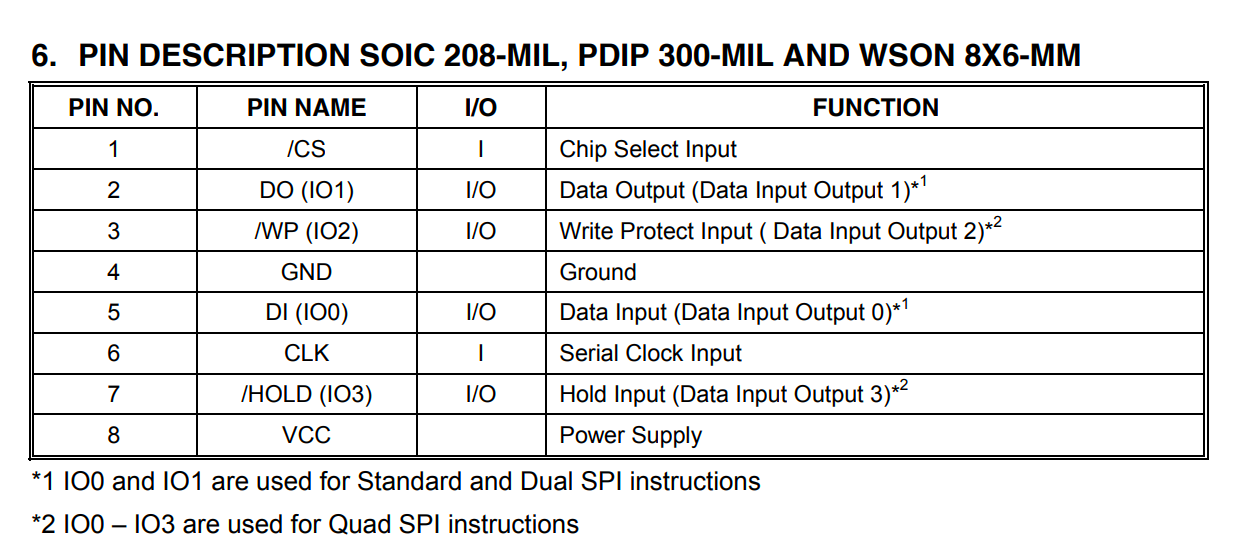 6. PIN DESCRIPTION SOIC 208-MIL, PDIP 300-MIL AND WSON 8X6-MM
PIN NO. PIN NAME I/O FUNCTION
1 /CS I Chip Select Input
2 DO (IO1) I/O Data Output (Data Input Output 1)*1
3 /WP (IO2) I/O Write Protect Input ( Data Input Output 2)*2
4 GND Ground
5 DI (IO0) I/O Data Input (Data Input Output 0)*1
6 CLK I Serial Clock Input
7 /HOLD (IO3) I/O Hold Input (Data Input Output 3)*2
8 VCC Power Supply
*1 IO0 and IO1 are used for Standard and Dual SPI instructions
*2 IO0 – IO3 are used for Quad SPI instructions